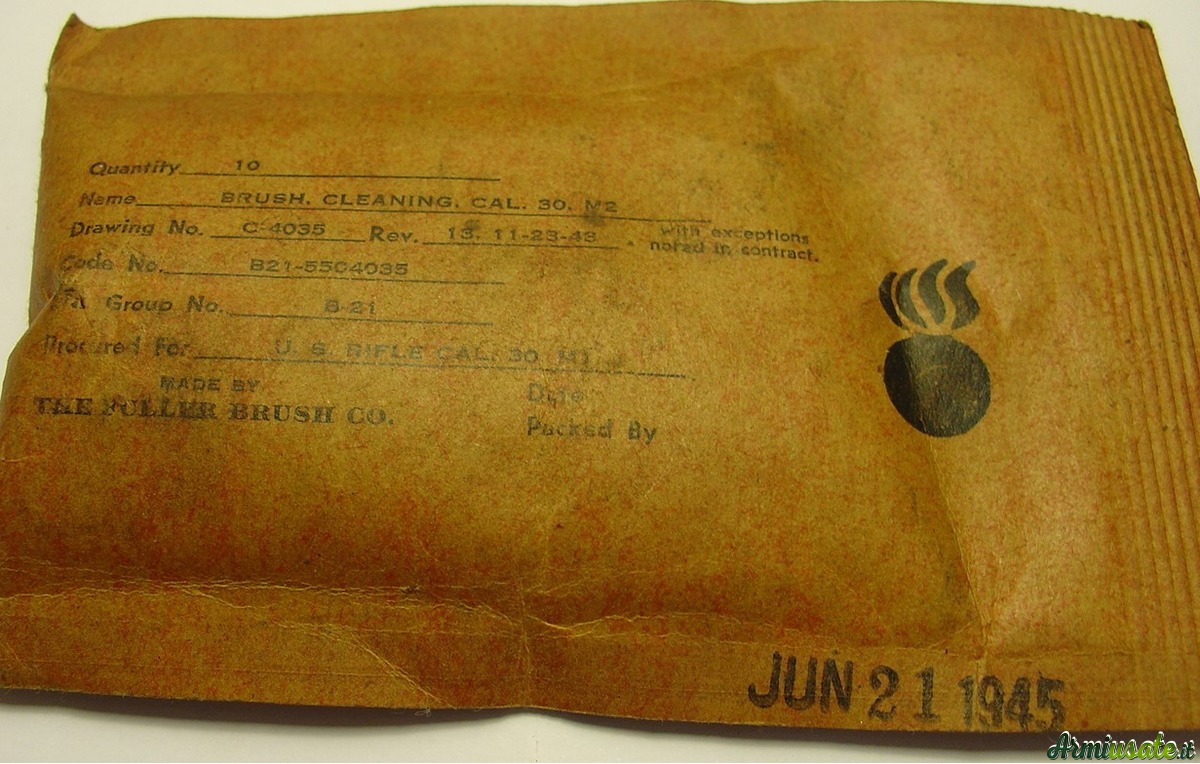 Quantity 10
Name BRUSH, CLEANING, CAL. 30, M2
Drawing No. C-4035 Rev. 13, 11-23-43 . with exceptions
noted in contract.
Code No. B21-5504035
Group No. B-21
Procured For U. S. RIFLE CAL. 30 M1
MADE BY
THE FULLER BRUSH CO.
Date
Packed By
JUN 21 1945
Armiusate.it